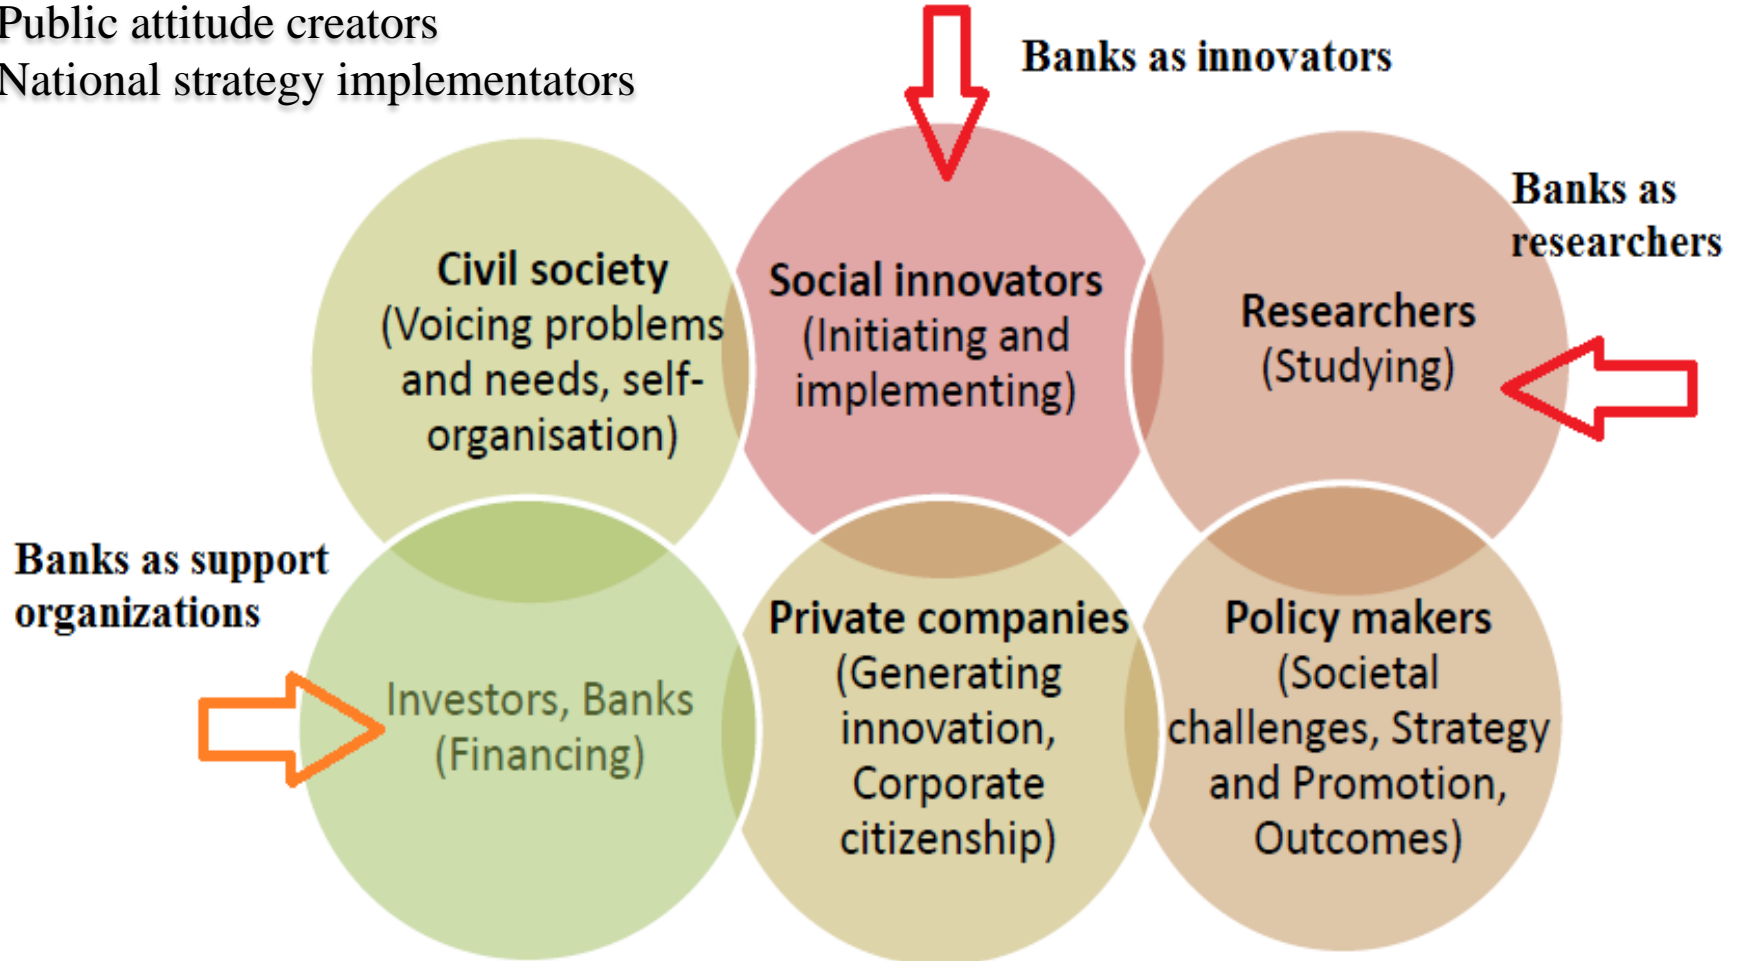 Public attitude creators
National strategy implementators
Banks as innovators
Banks as
researchers
Civil society
(Voicing problems
and needs, self-
organisation)
Social innovators
(Initiating and
implementing)
Researchers
(Studying)
Banks as support
organizations
Investors, Banks
(Financing)
Private companies
(Generating
innovation,
Corporate
citizenship)
Policy makers
(Societal
challenges, Strategy
and Promotion,
Outcomes)